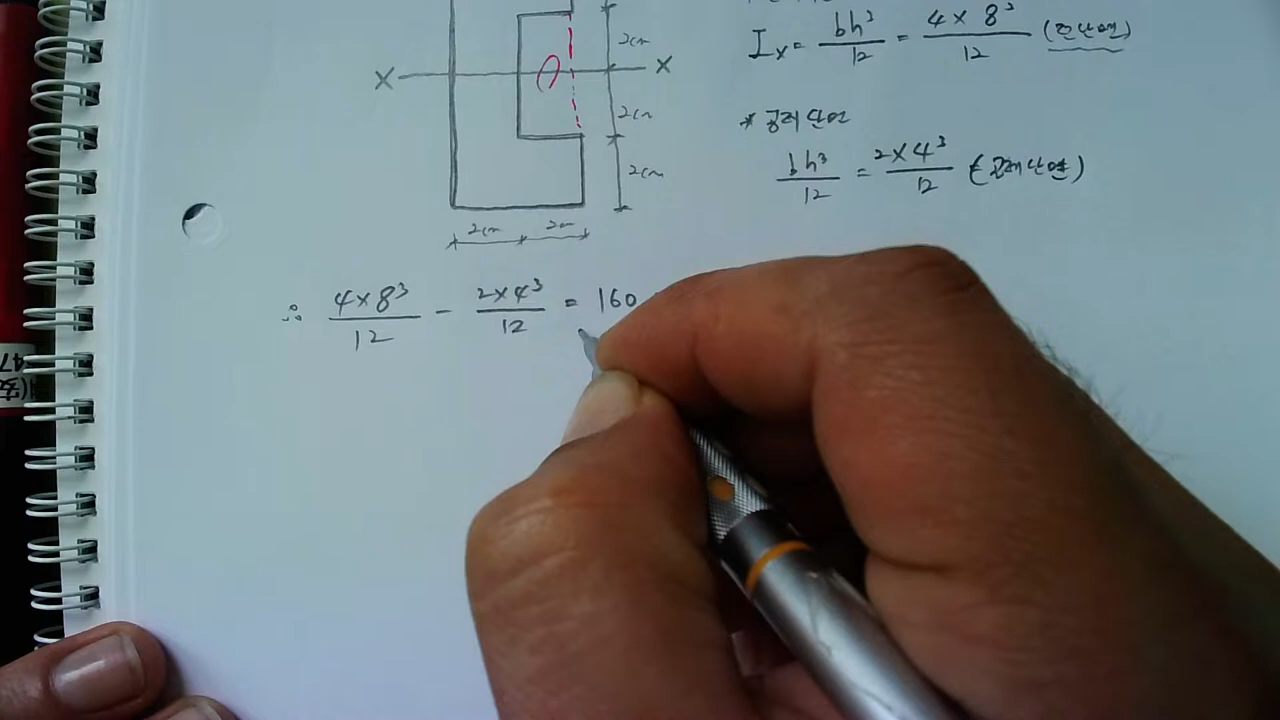 Ix = bh³/12 = 4 × 8³/12 (전단면)
2cm
X
X
2cm
* 공제단면
bh³/12 = 2×4³/12 (공제단면)
2cm
2cm 2cm
∴ 4×8³/12 - 2×4³/12 = 160
47